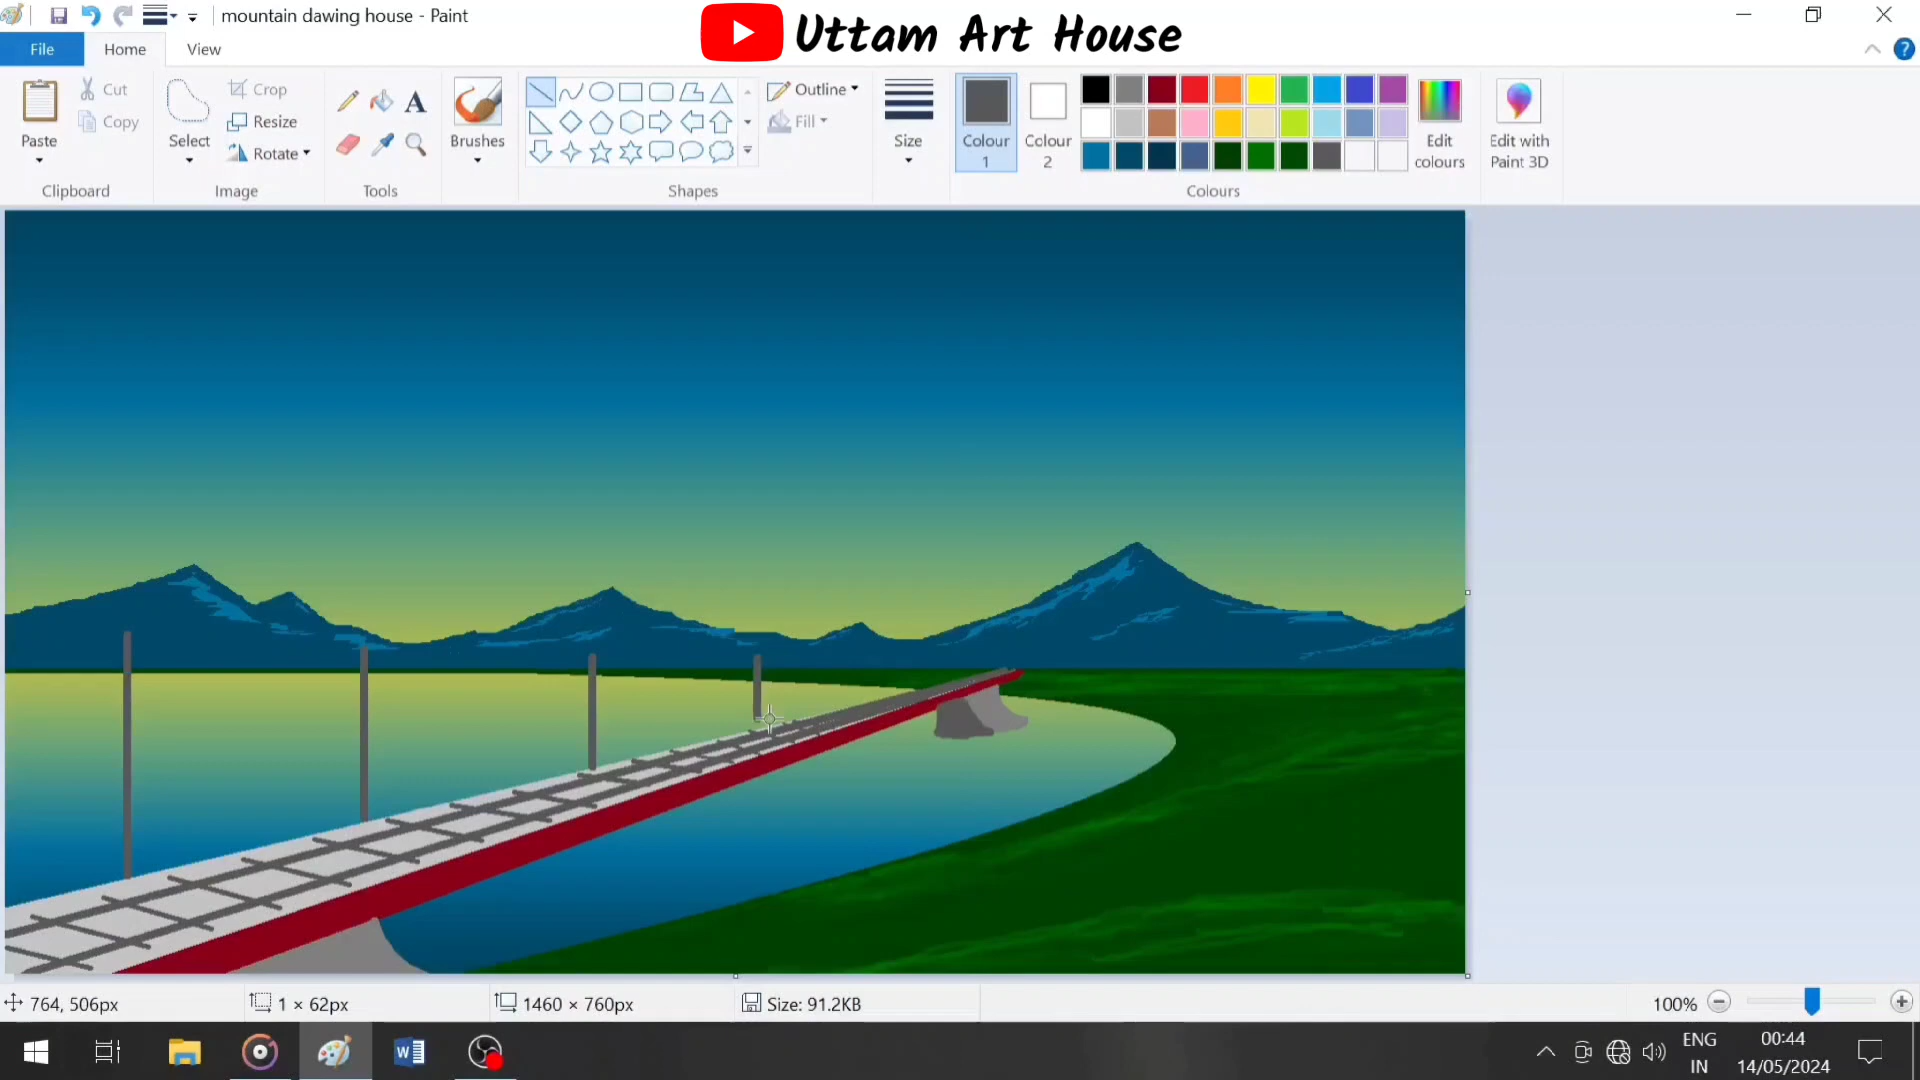 mountain dawing house - Paint
Uttam Art House
File
Home
View
Paste
Cut
Copy
Clipboard
Select
Crop
Resize
Rotate
Image
Tools
Brushes
Shapes
Outline
Fill
Size
Colour 1
Colour 2
Colours
Edit colours
Edit with Paint 3D
764, 506px
1 × 62px
1460 × 760px
Size: 91.2KB
100%
ENG
IN
00:44
14/05/2024